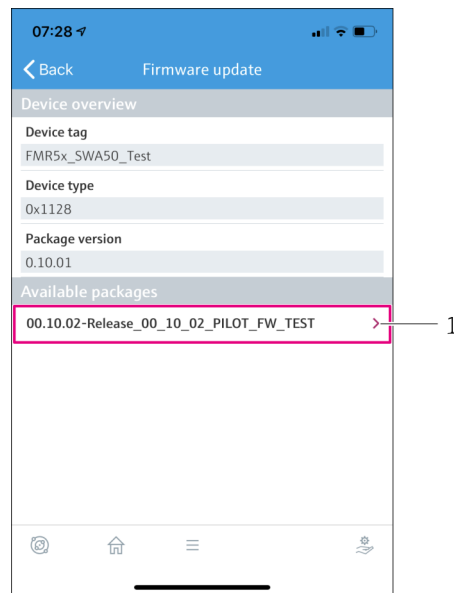 07:28
Back Firmware update
Device overview
Device tag
FMR5x_SWA50_Test
Device type
0x1128
Package version
0.10.01
Available packages
00.10.02-Release_00_10_02_PILOT_FW_TEST
1